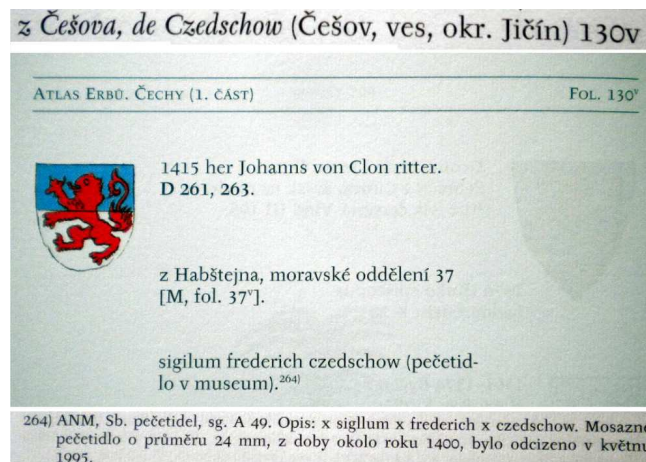 z Češova, de Czedschow (Češov, ves, okr. Jičín) 130v
ATLAS ERBŮ. ČECHY (1. ČÁST) FOL. 130v
1415 her Johanns von Clon ritter.
D 261, 263.
z Habštejna, moravské oddělení 37
[M, fol. 37v].
sigilum frederich czedschow (pečetid-
lo v museum).264)
264) ANM, Sb. pečetidel, sg. A 49. Opis: x sigllum x frederich x czedschow. Mosazné
pečetidlo o průměru 24 mm, z doby okolo roku 1400, bylo odcizeno v květnu
1995.